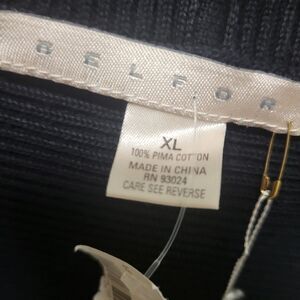 BELFOR
XL
100% PIMA COTTON
MADE IN CHINA
RN 93024
CARE SEE REVERSE